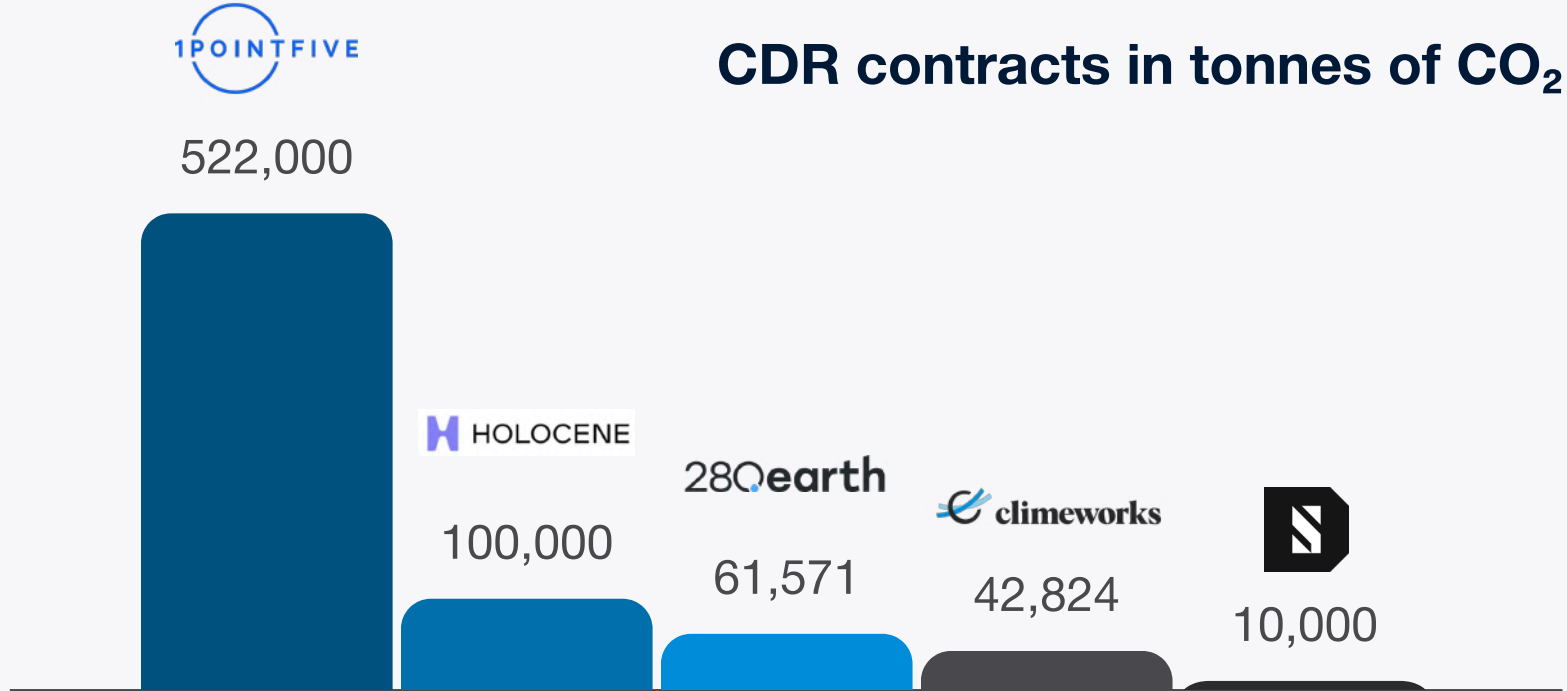 1POINTFIVE
CDR contracts in tonnes of CO₂
522,000
HOLOCENE
280earth
climeworks
100,000
61,571
42,824
10,000